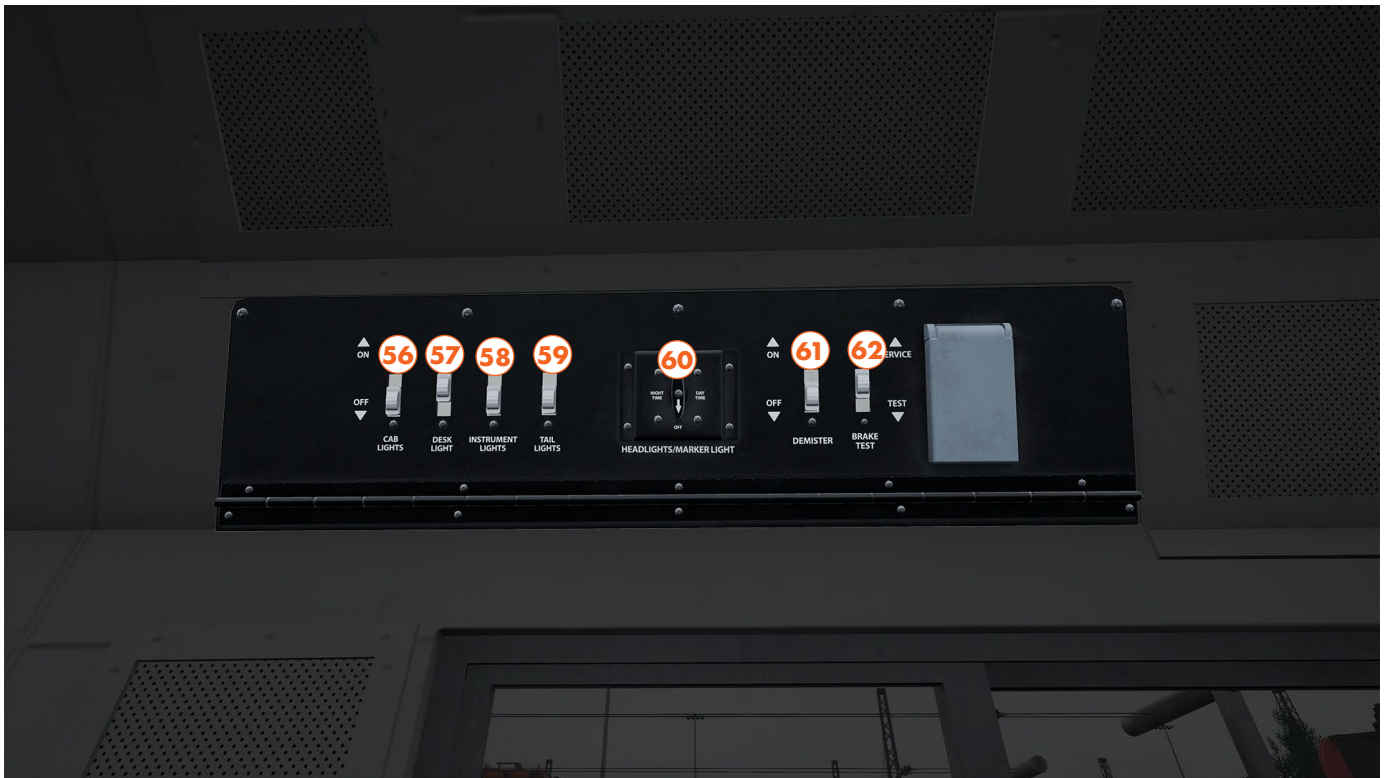 56 57 58 59 60 61 62
ON
OFF
CAB
LIGHTS
DESK
LIGHT
INSTRUMENT
LIGHTS
TAIL
LIGHTS
NIGHT
TIME
DAY
TIME
OFF
HEADLIGHTS/MARKER LIGHT
ON
OFF
DEMISTER
ERVICE
TEST
BRAKE
TEST